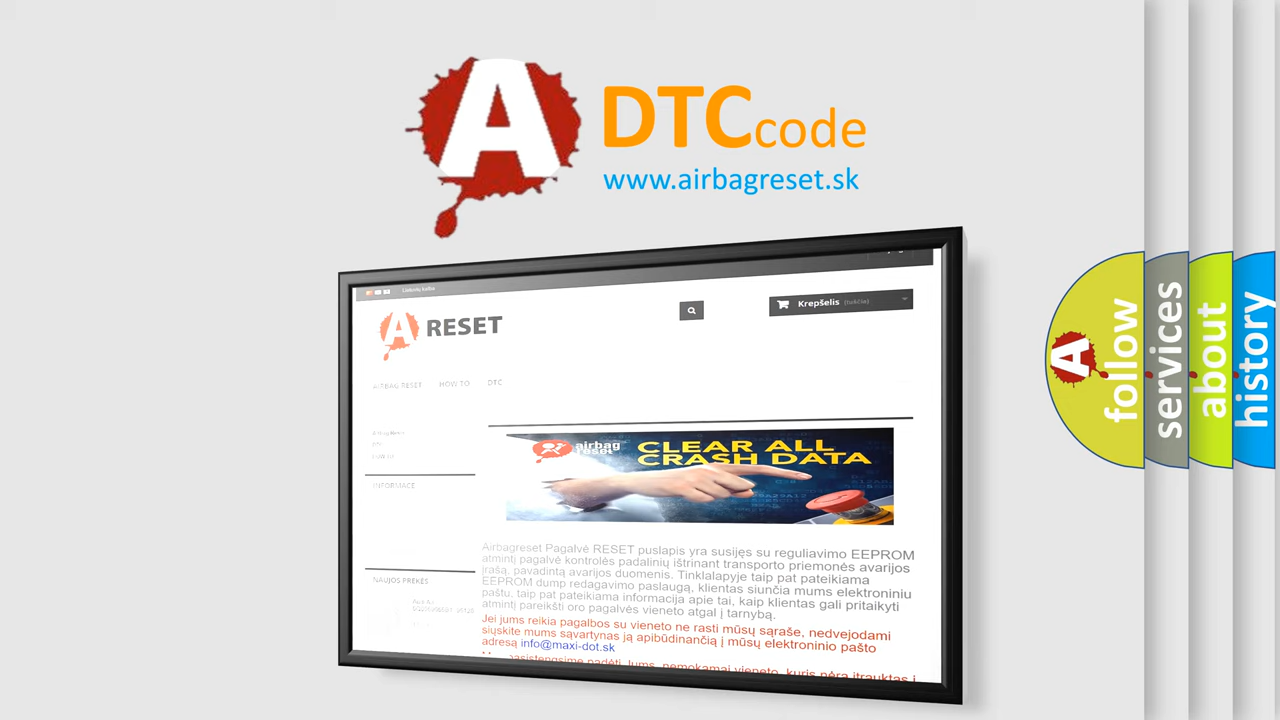 A DTCcode
www.airbagreset.sk
Lietuvių kalba
A RESET
Krepšelis (tuščia)
AIRBAG RESET HOW TO DTC
airbag reset
CLEAR ALL
CRASH DATA
INFORMACE
Airbagreset Pagalvė RESET puslapis yra susijęs su reguliavimo EEPROM
atmintį pagalvė kontrolės padalinių ištrinant transporto priemonės avarijos
įrašą, pavadintą avarijos duomenis. Tinklalapyje taip pat pateikiama
EEPROM dump redagavimo paslaugą, klientas siunčia mums elektroniniu
paštu, taip pat pateikiama informacija apie tai, kaip klientas gali pritaikyti
atmintį pareikšti oro pagalvės vieneto atgal į tarnybą.
NAUJOS PREKĖS
Jei jums reikia pagalbos su vieneto ne rasti mūsų sąraše, nedvejodami
siųskite mums sąvartynas ją apibūdinančią į mūsų elektroninio pašto
adresą info@maxi-dot.sk
A follow
services
about
history